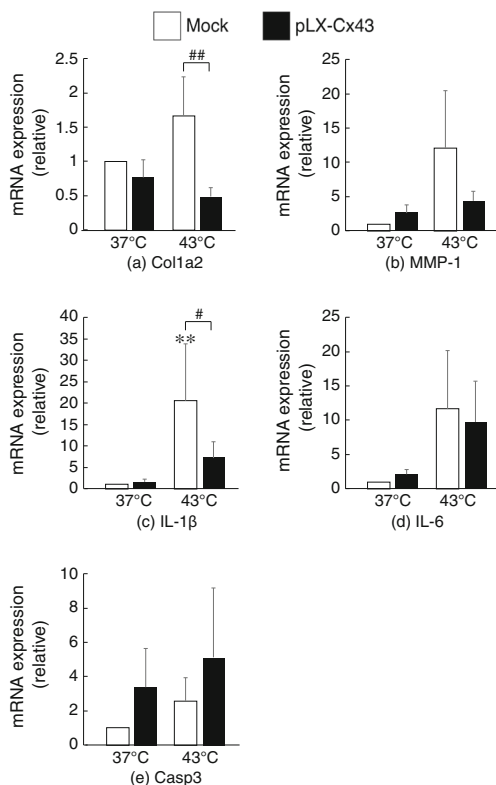 Mock pLX-Cx43
mRNA expression
(relative)
2.5
2
1.5
1
0.5
0
##
37°C 43°C
(a) Col1a2
mRNA expression
(relative)
25
20
15
10
5
0
37°C 43°C
(b) MMP-1
mRNA expression
(relative)
40
35
30
25
20
15
10
5
0
#
**
37°C 43°C
(c) IL-1β
mRNA expression
(relative)
25
20
15
10
5
0
37°C 43°C
(d) IL-6
mRNA expression
(relative)
10
8
6
4
2
0
37°C 43°C
(e) Casp3